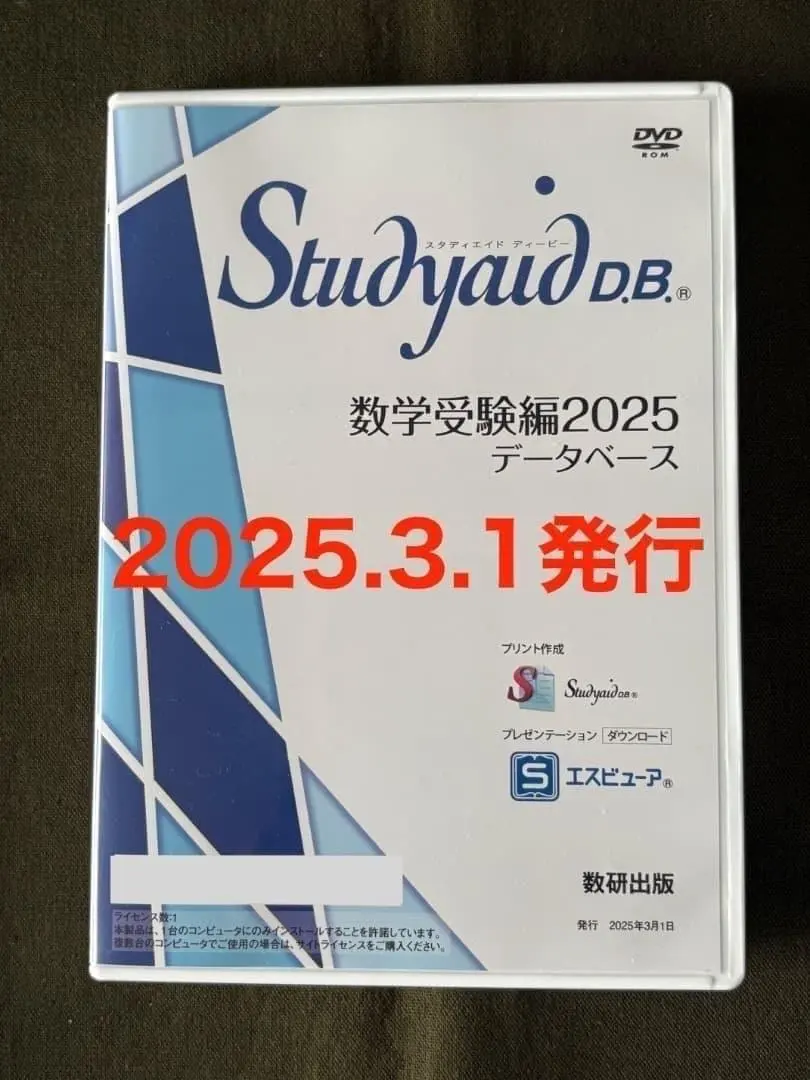 DVD
ROM
スタディエイド ディービー
Studyaid D.B.®
数学受験編2025
データベース
2025.3.1発行
プリント作成
S Studyaid D.B.®
プレゼンテーション ダウンロード
S エスビューア®
数研出版
ライセンス数:1
本製品は、1台のコンピュータにのみインストールすることを許諾しています。
複数台のコンピュータでご使用の場合は、サイトライセンスをご購入ください。
発行 2025年3月1日